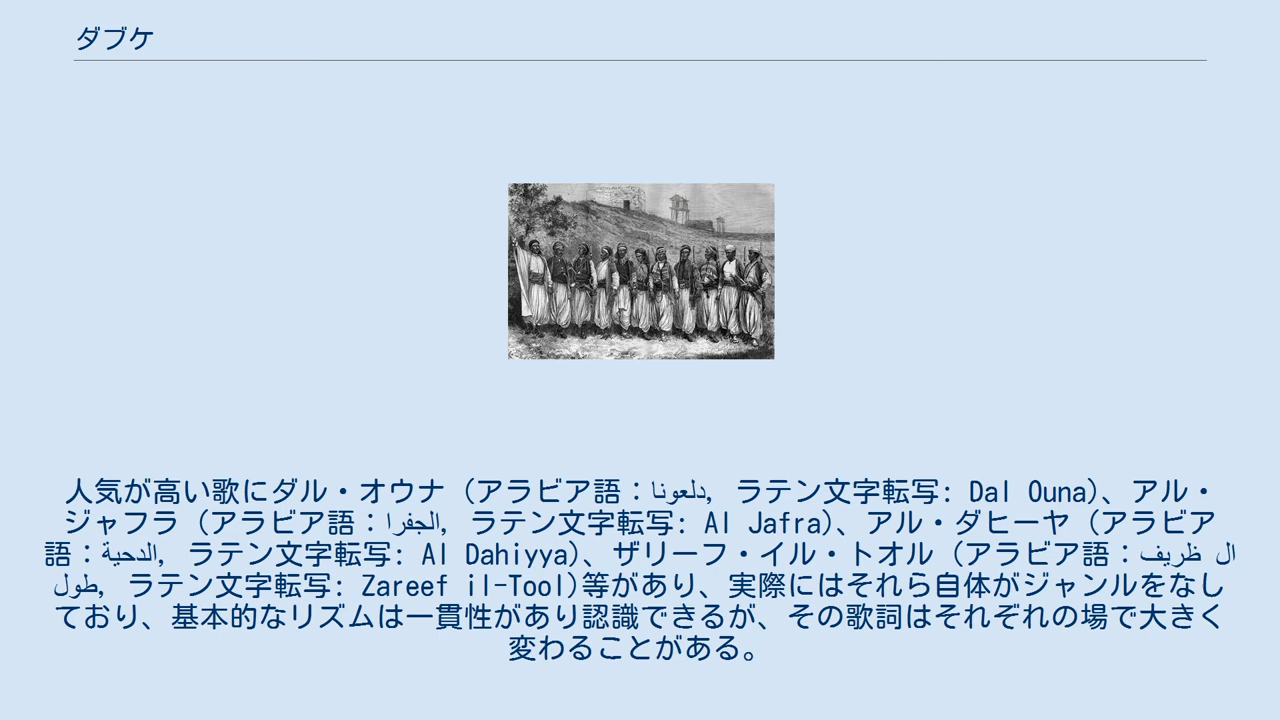 ダブケ
人気が高い歌にダル・オウナ (アラビア語：دلعونا, ラテン文字転写: Dal Ouna)、アル・
ジャフラ (アラビア語：الجفرا, ラテン文字転写: Al Jafra)、アル・ダヒーヤ (アラビア
語：الدحية, ラテン文字転写: Al Dahiyya)、ザリーフ・イル・トオル (アラビア語：ظريف ال
طول, ラテン文字転写: Zareef il-Tool)等があり、実際にはそれら自体がジャンルをなし
ており、基本的なリズムは一貫性があり認識できるが、その歌詞はそれぞれの場で大きく
変わることがある。